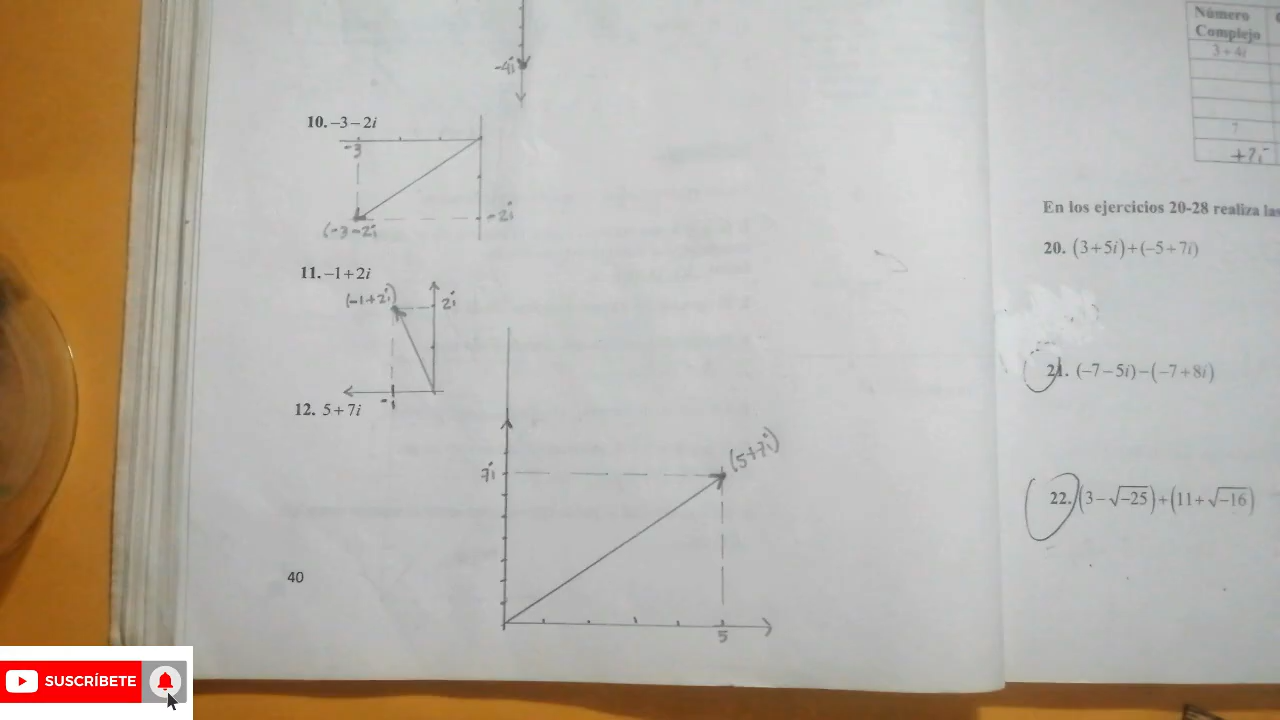 -4i
10. –3 – 2i
-3
-2i
(-3-2i
11. –1 + 2i
(-1+2i)
2i
-1
12. 5 + 7i
7i
(5+7i)
5
40
Número
Complejo
3 + 4i
7
+7i
En los ejercicios 20-28 realiza las
20. (3+5i)+(–5+7i)
21. (–7–5i)–(–7+8i)
22. (3–√–25)+(11+√–16)
SUSCRÍBETE